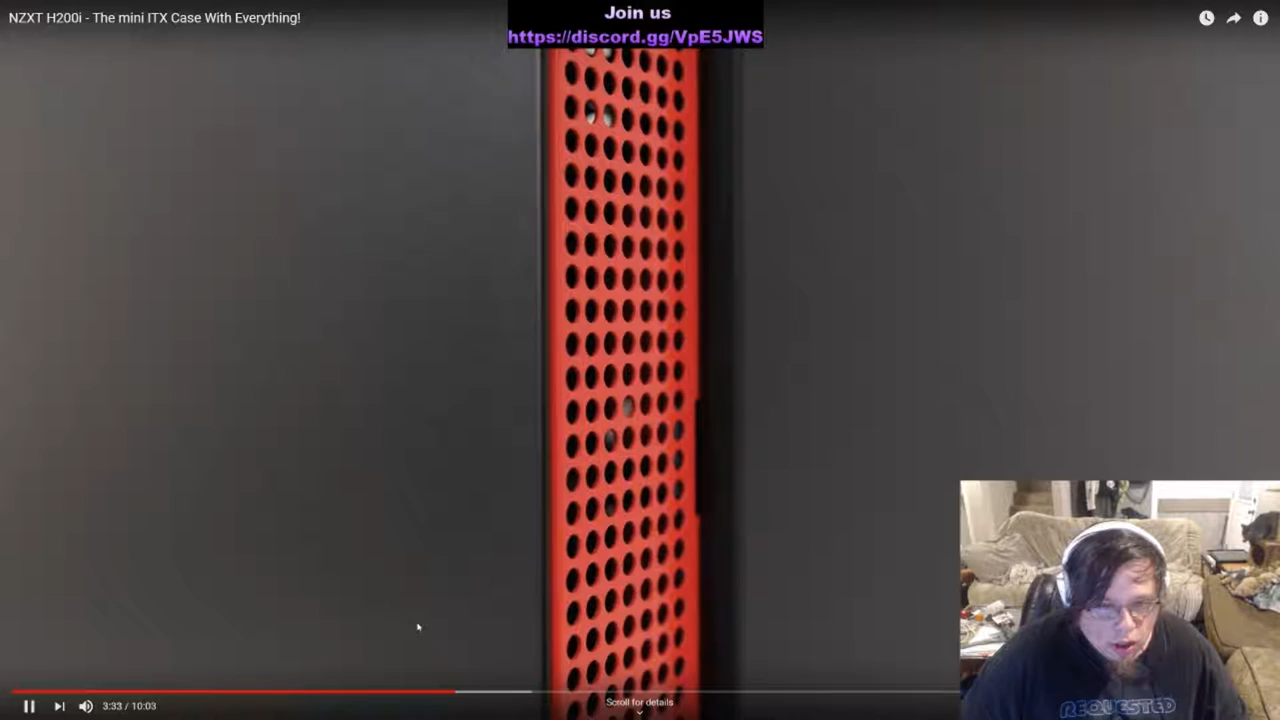 NZXT H200i - The mini ITX Case With Everything!
Join us
https://discord.gg/VpE5JWS
3:33 / 10:03
Scroll for details
REQUESTED